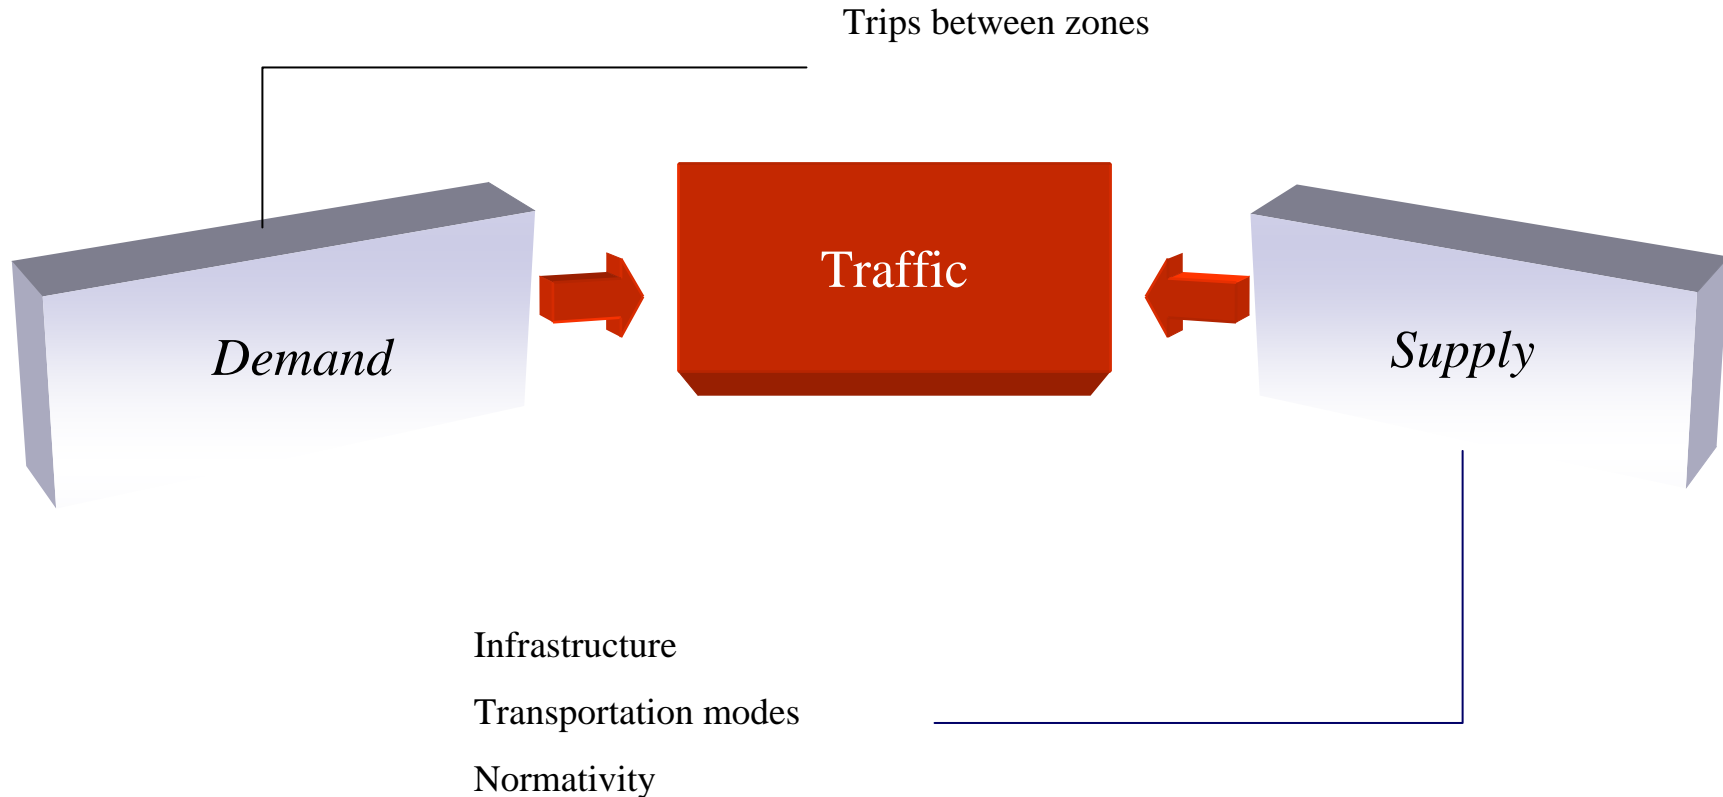 Trips between zones
Traffic
Demand
Supply
Infrastructure
Transportation modes
Normativity